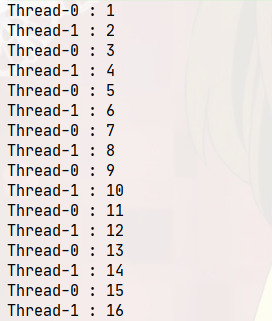 Thread-0 : 1
Thread-1 : 2
Thread-0 : 3
Thread-1 : 4
Thread-0 : 5
Thread-1 : 6
Thread-0 : 7
Thread-1 : 8
Thread-0 : 9
Thread-1 : 10
Thread-0 : 11
Thread-1 : 12
Thread-0 : 13
Thread-1 : 14
Thread-0 : 15
Thread-1 : 16